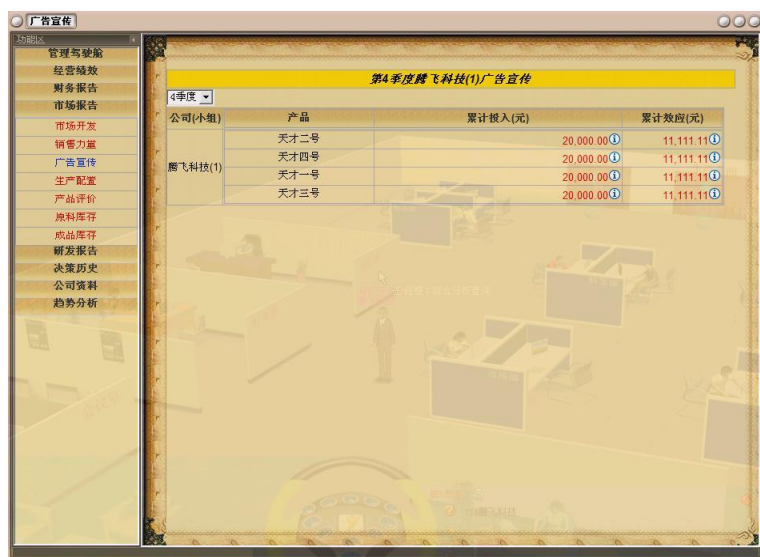 广告宣传
功能区
管理驾驶舱
经营绩效
财务报告
市场报告
市场开发
销售力量
广告宣传
生产配置
产品评价
原料库存
成品库存
研发报告
决策历史
公司资料
趋势分析
第4季度腾飞科技(1)广告宣传
4季度
公司(小组) 产品 累计投入(元) 累计效应(元)
腾飞科技(1)
天才二号 20,000.00 11,111.11
天才四号 20,000.00 11,111.11
天才一号 20,000.00 11,111.11
天才三号 20,000.00 11,111.11